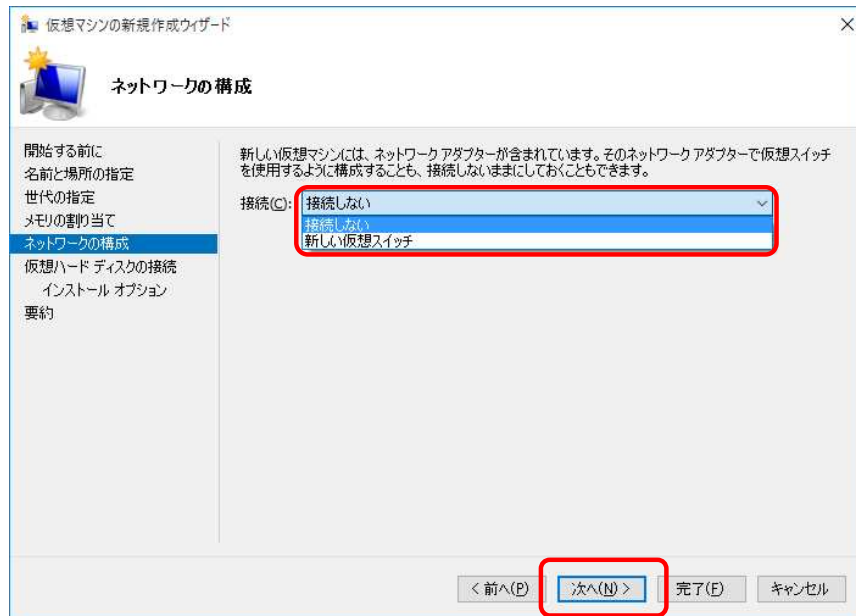 仮想マシンの新規作成ウィザード
ネットワークの構成
開始する前に
名前と場所の指定
世代の指定
メモリの割り当て
ネットワークの構成
仮想ハード ディスクの接続
インストール オプション
要約
新しい仮想マシンには、ネットワーク アダプターが含まれています。そのネットワーク アダプターで仮想スイッチ
を使用するように構成することも、接続しないままにしておくこともできます。
接続(C): 接続しない
接続しない
新しい仮想スイッチ
< 前へ(P) 次へ(N) > 完了(F) キャンセル